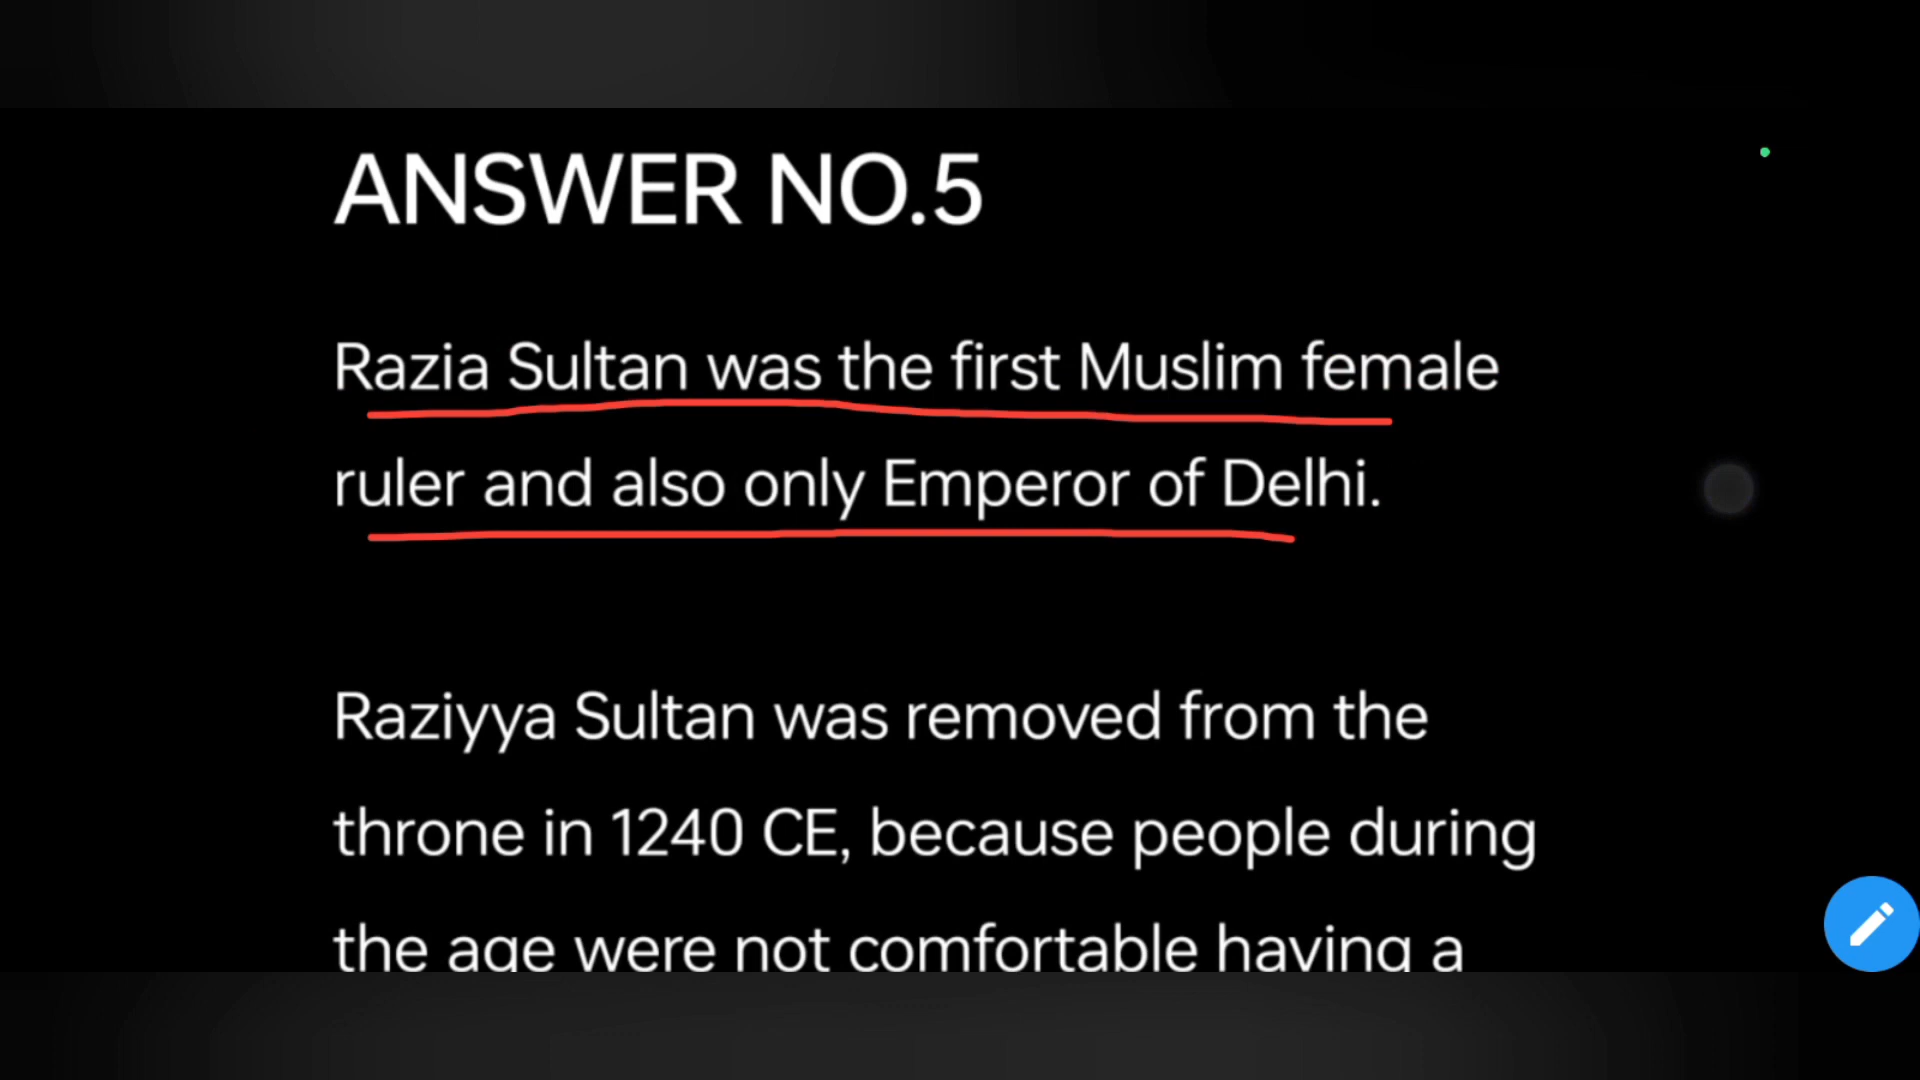 ANSWER NO.5
Razia Sultan was the first Muslim female
ruler and also only Emperor of Delhi.
Raziyya Sultan was removed from the
throne in 1240 CE, because people during
the age were not comfortable having a